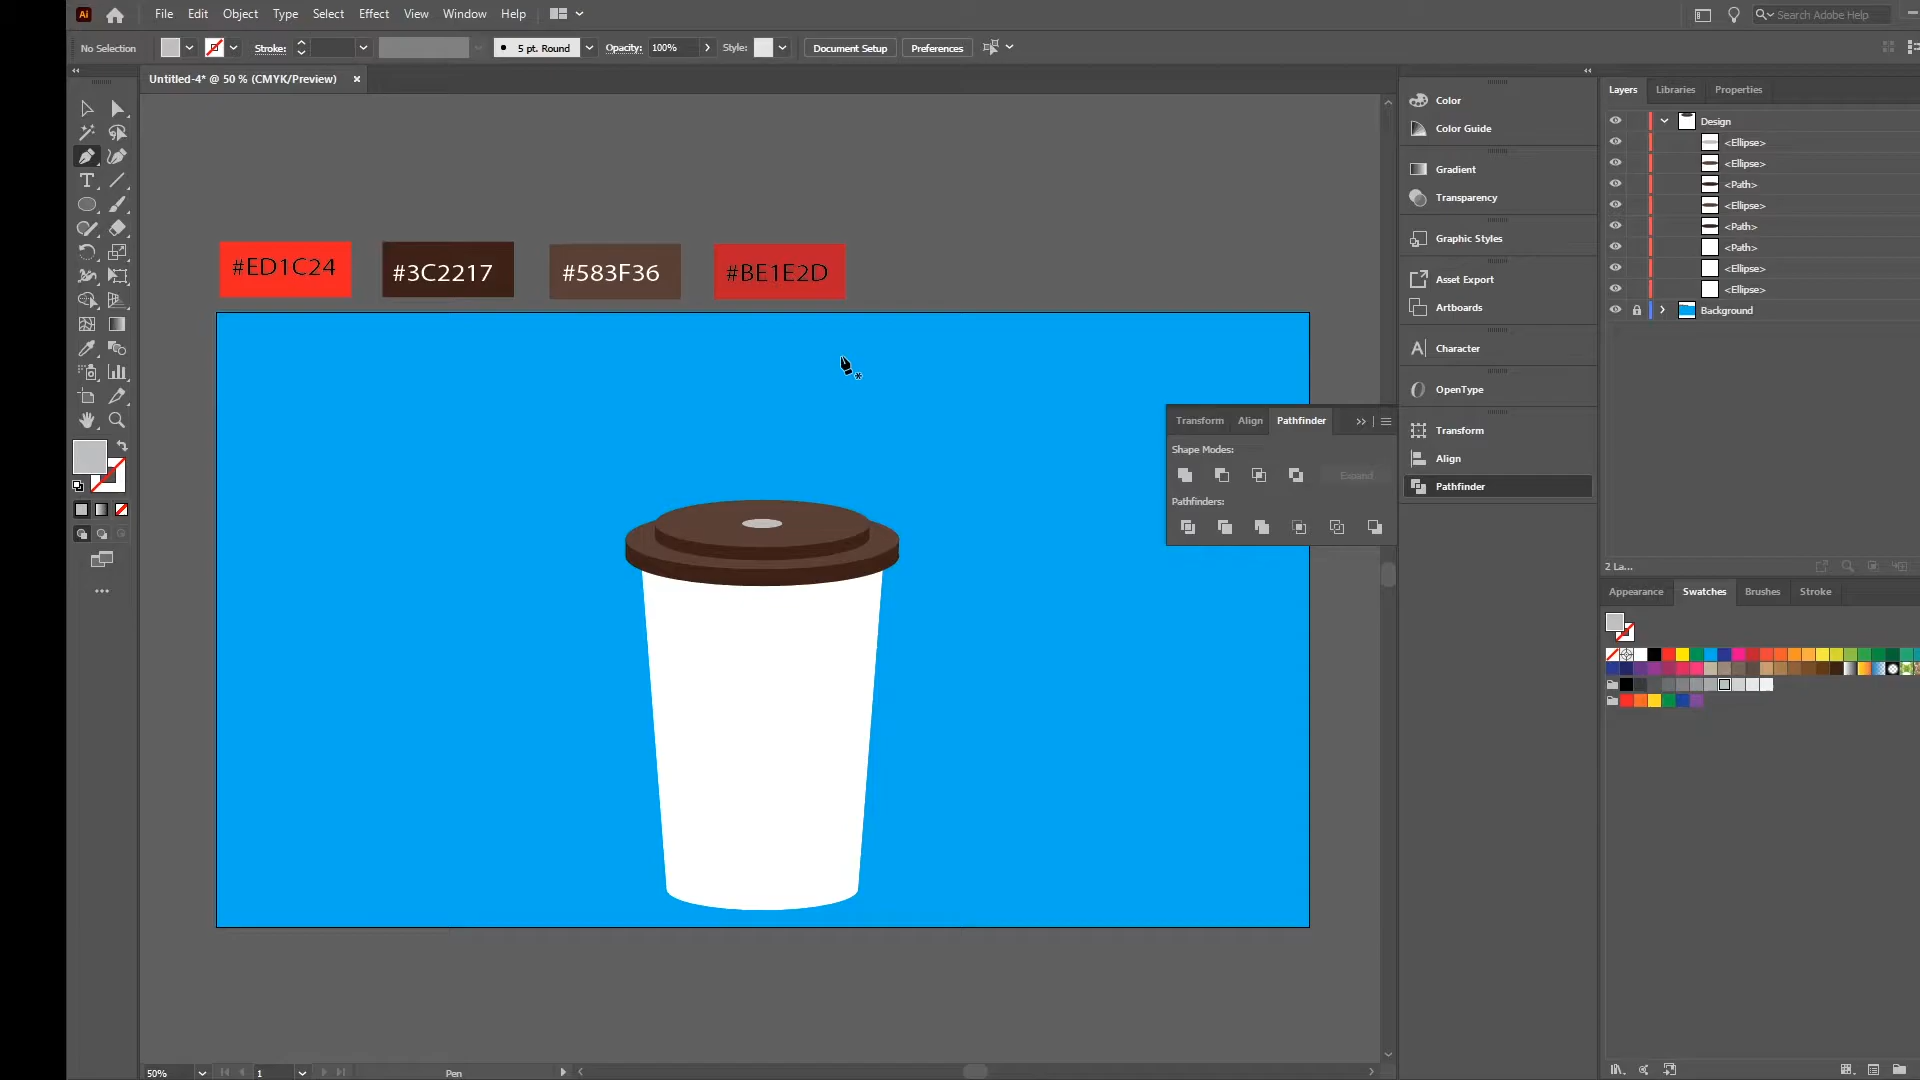 Ai File Edit Object Type Select Effect View Window Help Search Adobe Help
No Selection Stroke: 5 pt. Round Opacity: 100% Style: Document Setup Preferences
Untitled-4* @ 50 % (CMYK/Preview) ×
#ED1C24 #3C2217 #583F36 #BE1E2D
Transform Align Pathfinder
Shape Modes:
Expand
Pathfinders:
Color
Color Guide
Gradient
Transparency
Graphic Styles
Asset Export
Artboards
Character
OpenType
Transform
Align
Pathfinder
Layers Libraries Properties
Design
<Ellipse>
<Ellipse>
<Path>
<Ellipse>
<Path>
<Path>
<Ellipse>
<Ellipse>
Background
2 La...
Appearance Swatches Brushes Stroke
50% 1 Pen